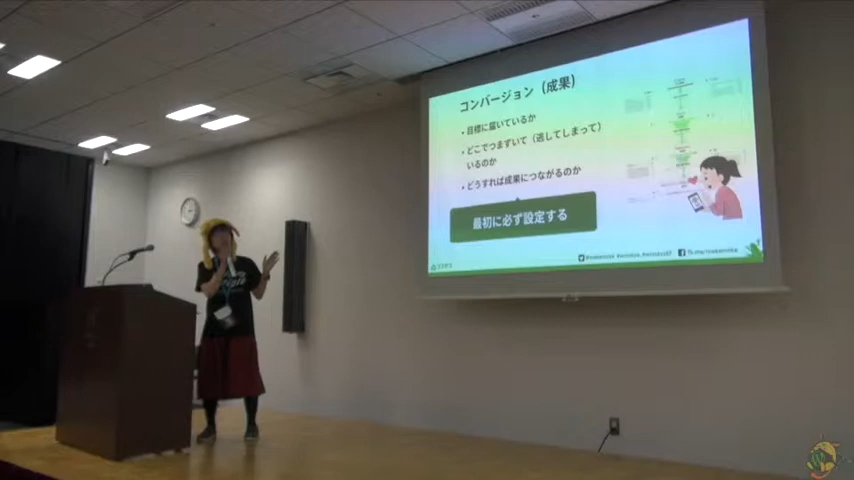 コンバージョン（成果）
• 目標に届いているか
• どこでつまずいて（逃してしまって）
いるのか
• どうすれば成果につながるのか
最初に必ず設定する